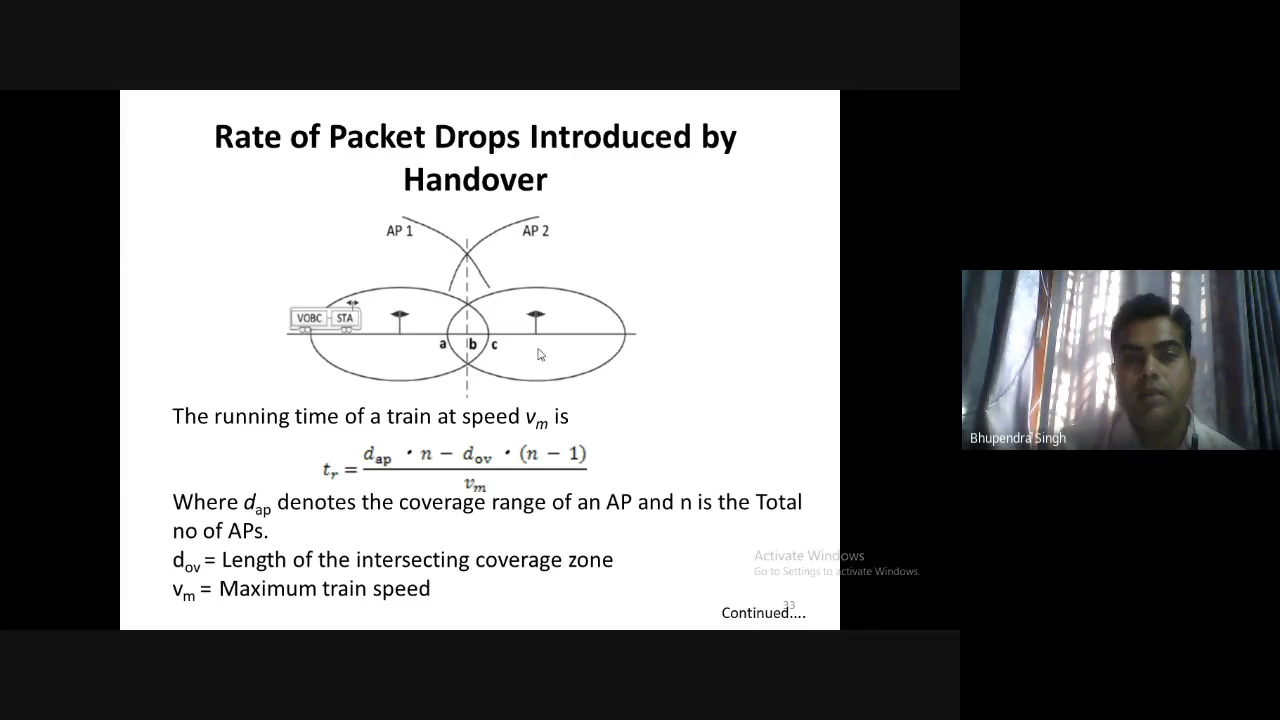 Rate of Packet Drops Introduced by
Handover
AP 1
AP 2
VOBC
STA
a
b
c
The running time of a train at speed vm is
tr = dap · n − dov · (n − 1) / vm
Where dap denotes the coverage range of an AP and n is the Total
no of APs.
dov = Length of the intersecting coverage zone
vm = Maximum train speed
33
Continued....
Activate Windows
Go to Settings to activate Windows.
Bhupendra Singh